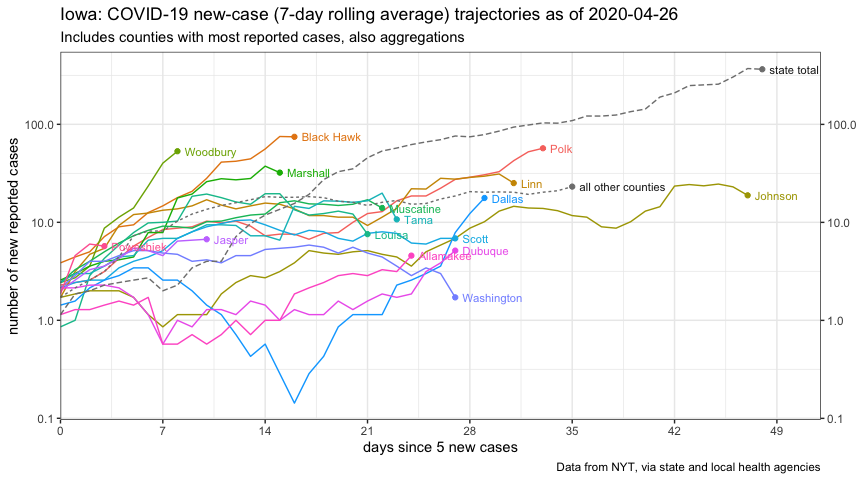 Iowa: COVID-19 new-case (7-day rolling average) trajectories as of 2020-04-26
Includes counties with most reported cases, also aggregations
state total
100.0
100.0
Black Hawk
Woodbury
Polk
Marshall
Linn
all other counties
Johnson
Dallas
Muscatine
10.0
10.0
Tama
Louisa
Jasper
Scott
Poweshiek
Dubuque
Allamakee
Washington
1.0
1.0
0.1
0.1
0
7
14
21
28
35
42
49
number of new reported cases
days since 5 new cases
Data from NYT, via state and local health agencies